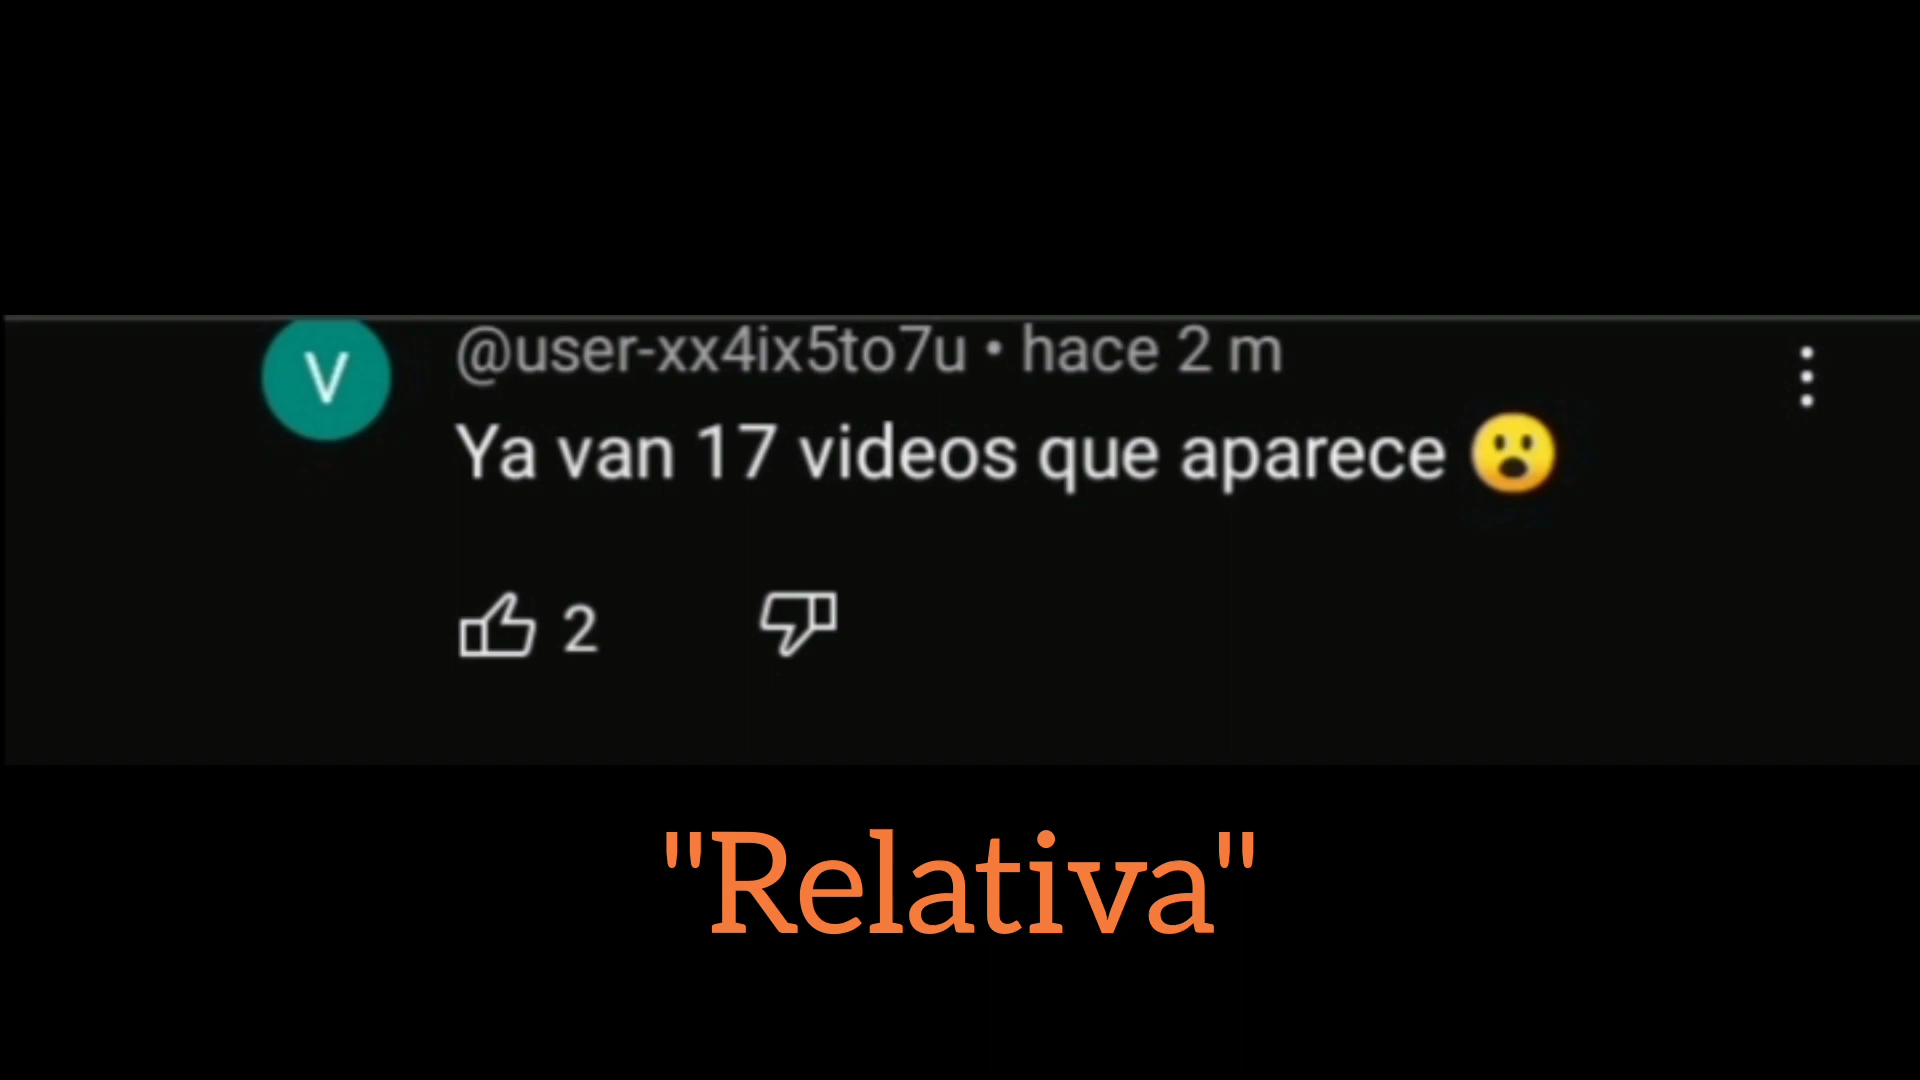 V
@user-xx4ix5to7u • hace 2 m
Ya van 17 videos que aparece 😮
2
"Relativa"